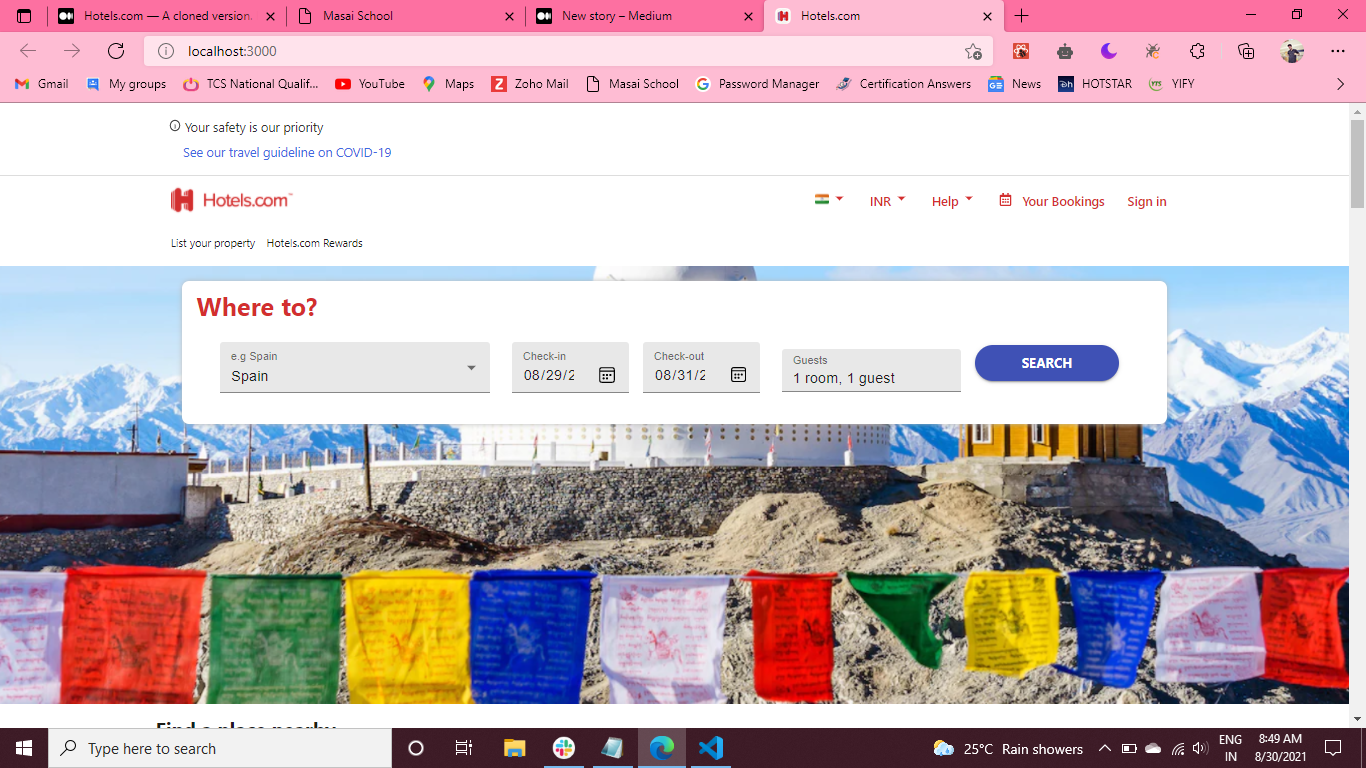 Hotels.com — A cloned version.
Masai School
New story – Medium
Hotels.com
localhost:3000
Gmail
My groups
TCS National Qualif...
YouTube
Maps
Zoho Mail
Masai School
Password Manager
Certification Answers
News
HOTSTAR
YIFY
Your safety is our priority
See our travel guideline on COVID-19
Hotels.com™
INR
Help
Your Bookings
Sign in
List your property
Hotels.com Rewards
Where to?
e.g Spain
Spain
Check-in
08/29/2
Check-out
08/31/2
Guests
1 room, 1 guest
SEARCH
Find a place nearby
Type here to search
25°C Rain showers
ENG
IN
8:49 AM
8/30/2021